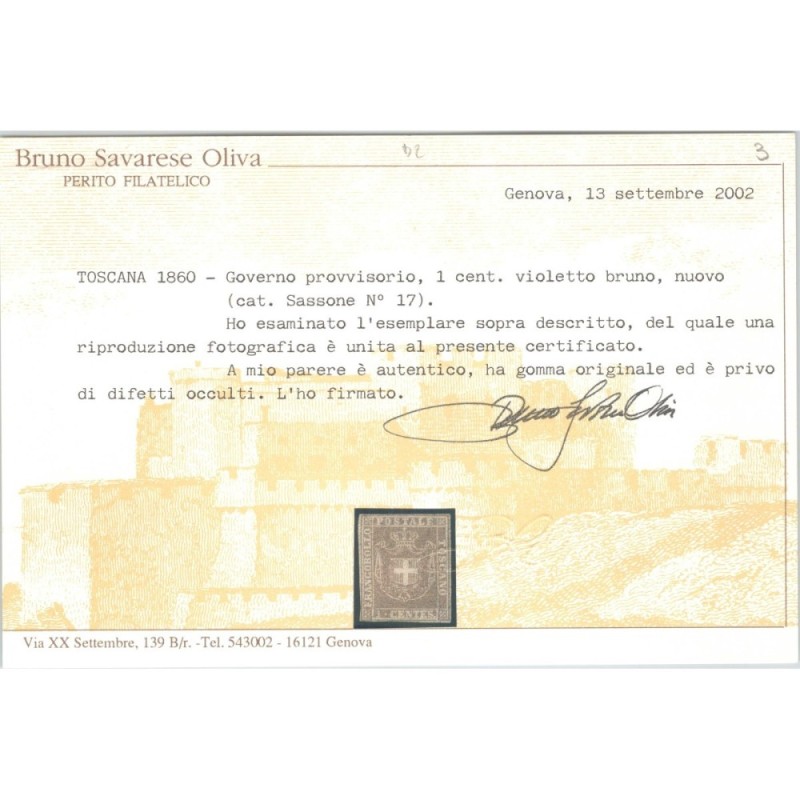 Bruno Savarese Oliva
PERITO FILATELICO
3
Genova, 13 settembre 2002
TOSCANA 1860 - Governo provvisorio, 1 cent. violetto bruno, nuovo
(cat. Sassone N° 17).
Ho esaminato l'esemplare sopra descritto, del quale una
riproduzione fotografica è unita al presente certificato.
A mio parere è autentico, ha gomma originale ed è privo
di difetti occulti. L'ho firmato.
FRANCOBOLLO
POSTALE
TOSCANO
1 CENTES.
Via XX Settembre, 139 B/r. -Tel. 543002 - 16121 Genova